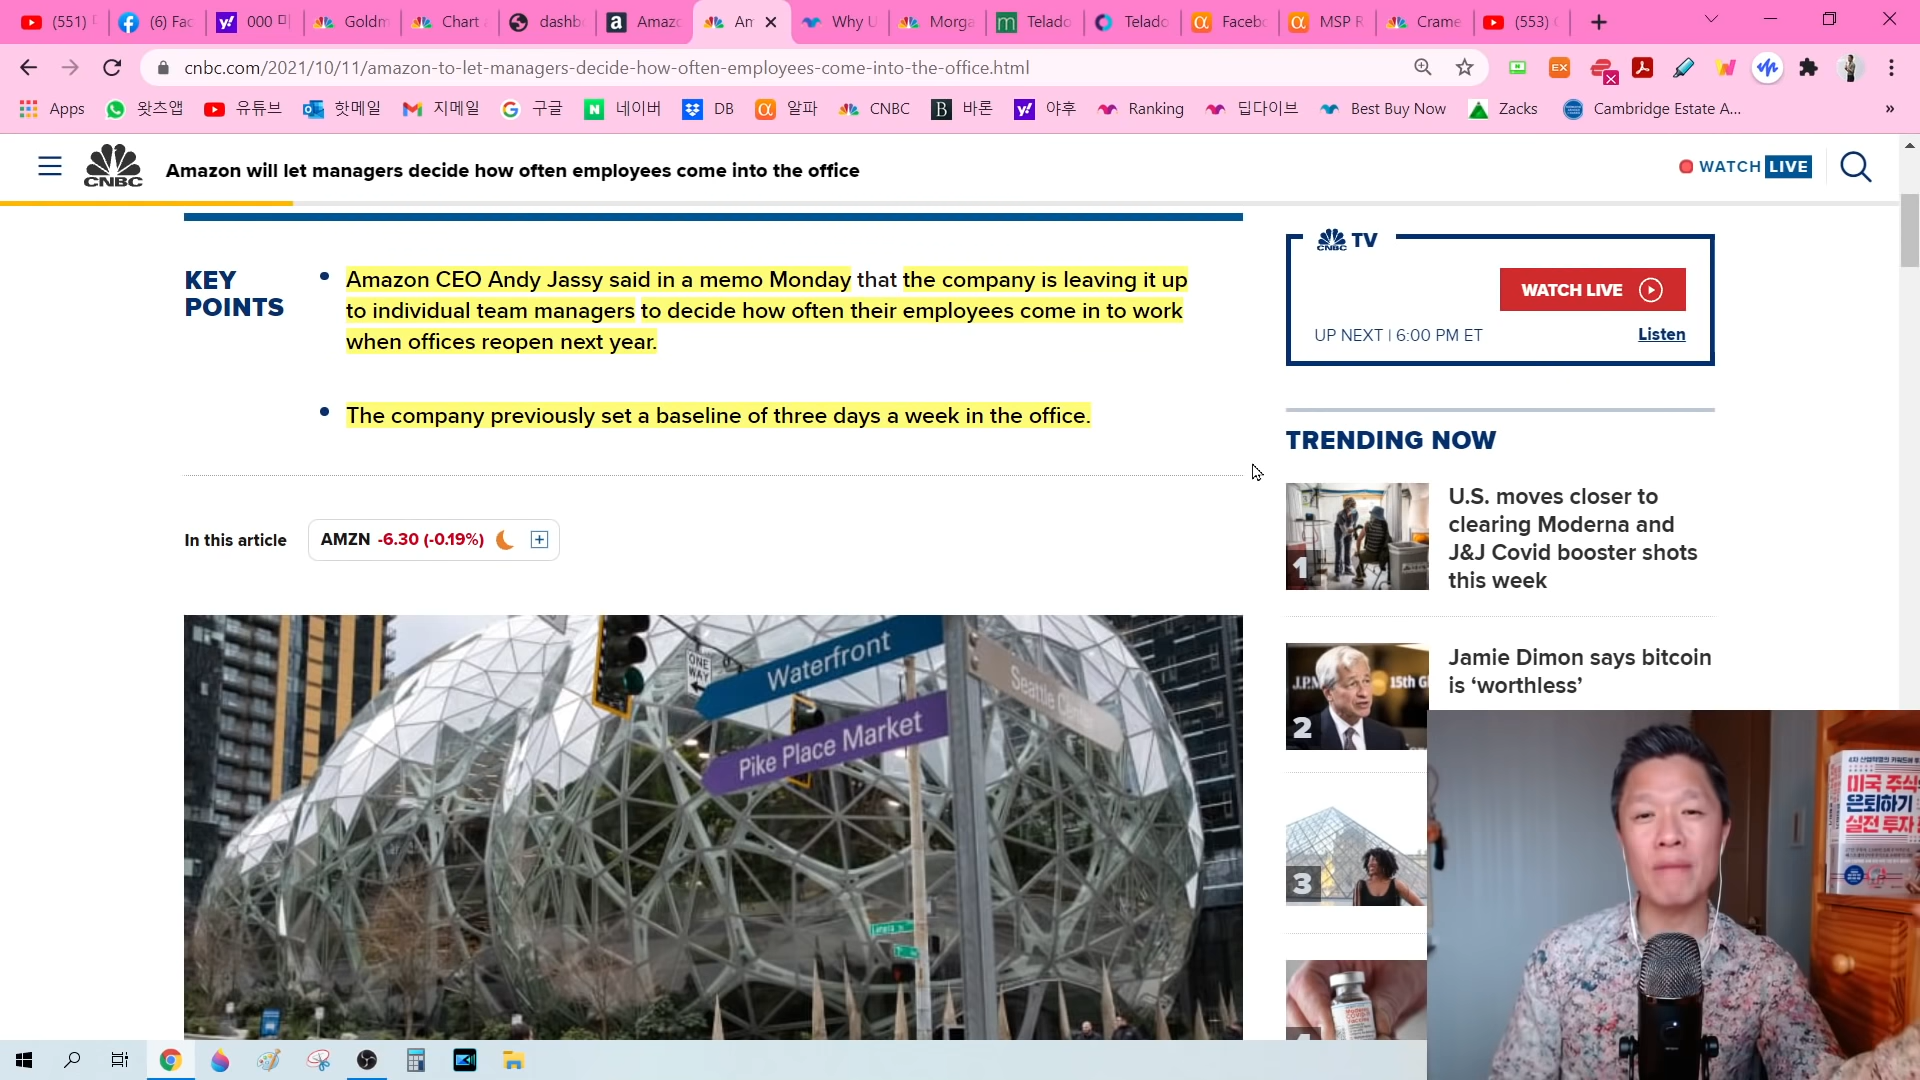 (551)
(6) Fac
000 미
Goldm
Chart
dashb
Amazo
Am
Why U
Morga
Telado
Telado
Facebo
MSP R
Crame
(553)
cnbc.com/2021/10/11/amazon-to-let-managers-decide-how-often-employees-come-into-the-office.html
Apps 왓츠앱 유튜브 핫메일 지메일 구글 네이버 DB 알파 CNBC 바론 야후 Ranking 딥다이브 Best Buy Now Zacks Cambridge Estate A... »
CNBC
Amazon will let managers decide how often employees come into the office
WATCH LIVE
KEY
POINTS
Amazon CEO Andy Jassy said in a memo Monday that the company is leaving it up
to individual team managers to decide how often their employees come in to work
when offices reopen next year.
The company previously set a baseline of three days a week in the office.
In this article
AMZN -6.30 (-0.19%)
ONE
WAY
Waterfront
Pike Place Market
Seattle
CNBC TV
WATCH LIVE
UP NEXT | 6:00 PM ET
Listen
TRENDING NOW
1
U.S. moves closer to
clearing Moderna and
J&J Covid booster shots
this week
J.P.M
15th
2
Jamie Dimon says bitcoin
is ‘worthless’
3
미국 주식
은퇴하기
실전 투자